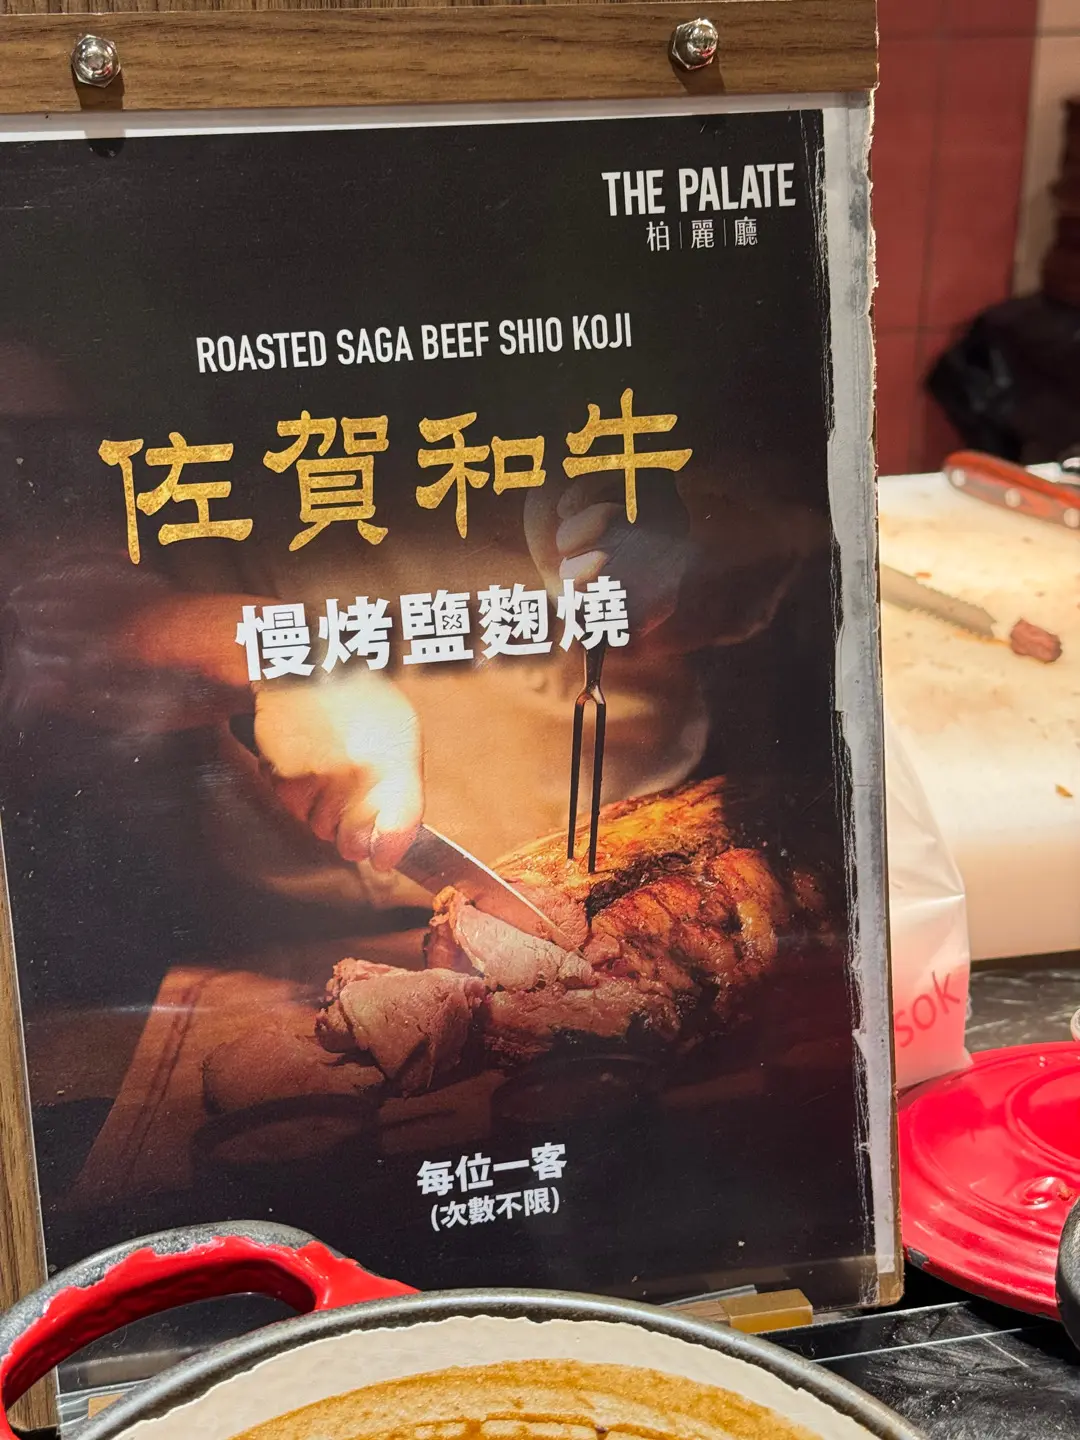 THE PALATE
柏|麗|廳
ROASTED SAGA BEEF SHIO KOJI
佐賀和牛
慢烤鹽麴燒
每位一客
(次數不限)
sok